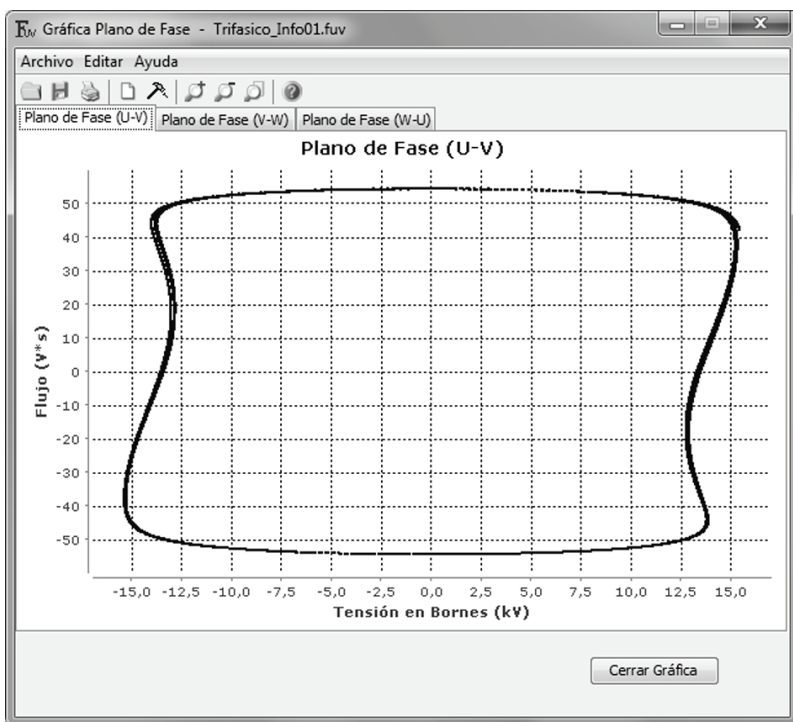 Fuv Gráfica Plano de Fase - Trifasico_Info01.fuv
Archivo Editar Ayuda
Plano de Fase (U-V) Plano de Fase (V-W) Plano de Fase (W-U)
Plano de Fase (U-V)
50
40
30
20
10
0
-10
-20
-30
-40
-50
Flujo (V*s)
-15,0 -12,5 -10,0 -7,5 -5,0 -2,5 0,0 2,5 5,0 7,5 10,0 12,5 15,0
Tensión en Bornes (kV)
Cerrar Gráfica